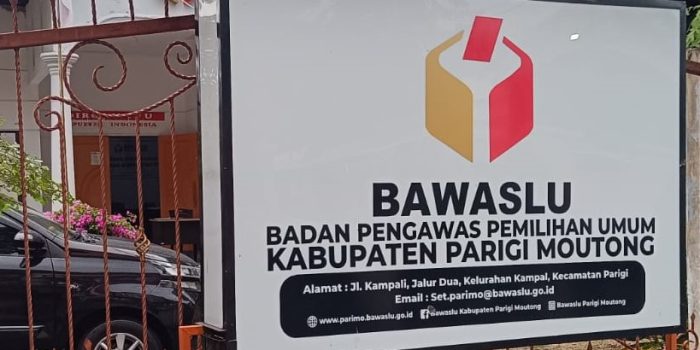 BAWASLU
BADAN PENGAWAS PEMILIHAN UMUM
KABUPATEN PARIGI MOUTONG
Alamat : Jl. Kampali, Jalur Dua, Kelurahan Kampal, Kecamatan Parigi
Email : Set.parimo@bawaslu.go.id
www.parimo.bawaslu.go.id Bawaslu Kabupaten Parigi Moutong Bawaslu Parigi Moutong
INDONESIA